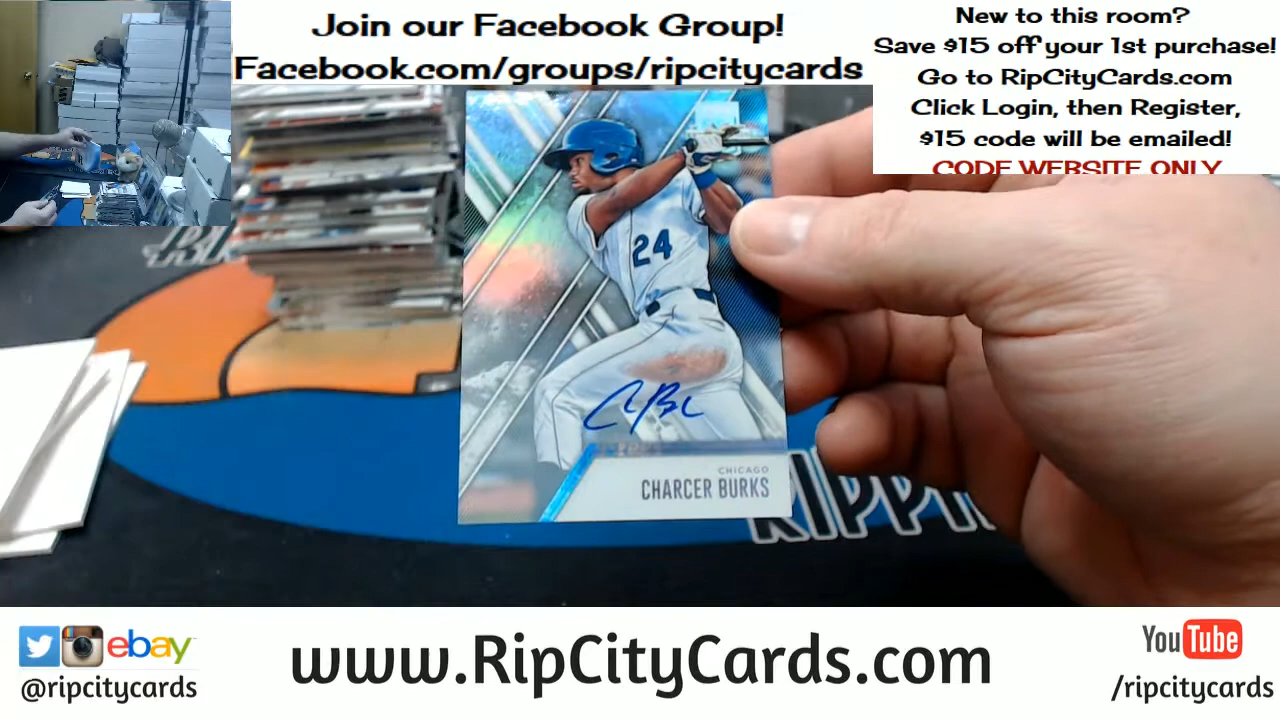 Join our Facebook Group!
Facebook.com/groups/ripcitycards
New to this room?
Save $15 off your 1st purchase!
Go to RipCityCards.com
Click Login, then Register,
$15 code will be emailed!
CODE WEBSITE ONLY
24
CHICAGO
CHARCER BURKS
RIPPIN
ebay
@ripcitycards
www.RipCityCards.com
YouTube
/ripcitycards